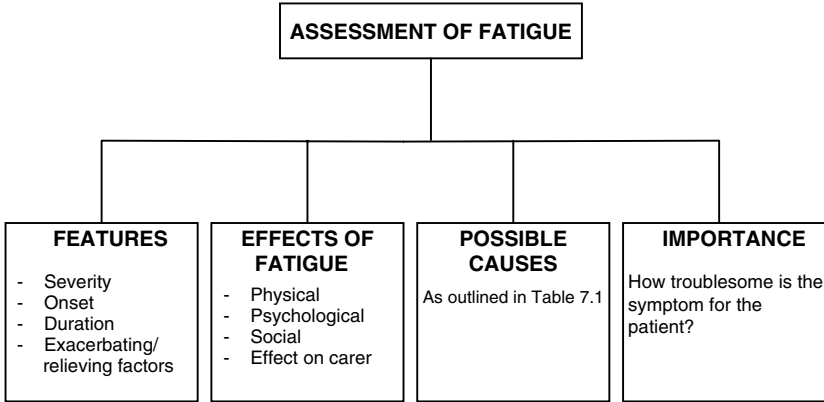 ASSESSMENT OF FATIGUE
FEATURES
- Severity
- Onset
- Duration
- Exacerbating/
relieving factors
EFFECTS OF
FATIGUE
- Physical
- Psychological
- Social
- Effect on carer
POSSIBLE
CAUSES
As outlined in Table 7.1
IMPORTANCE
How troublesome is the
symptom for the
patient?